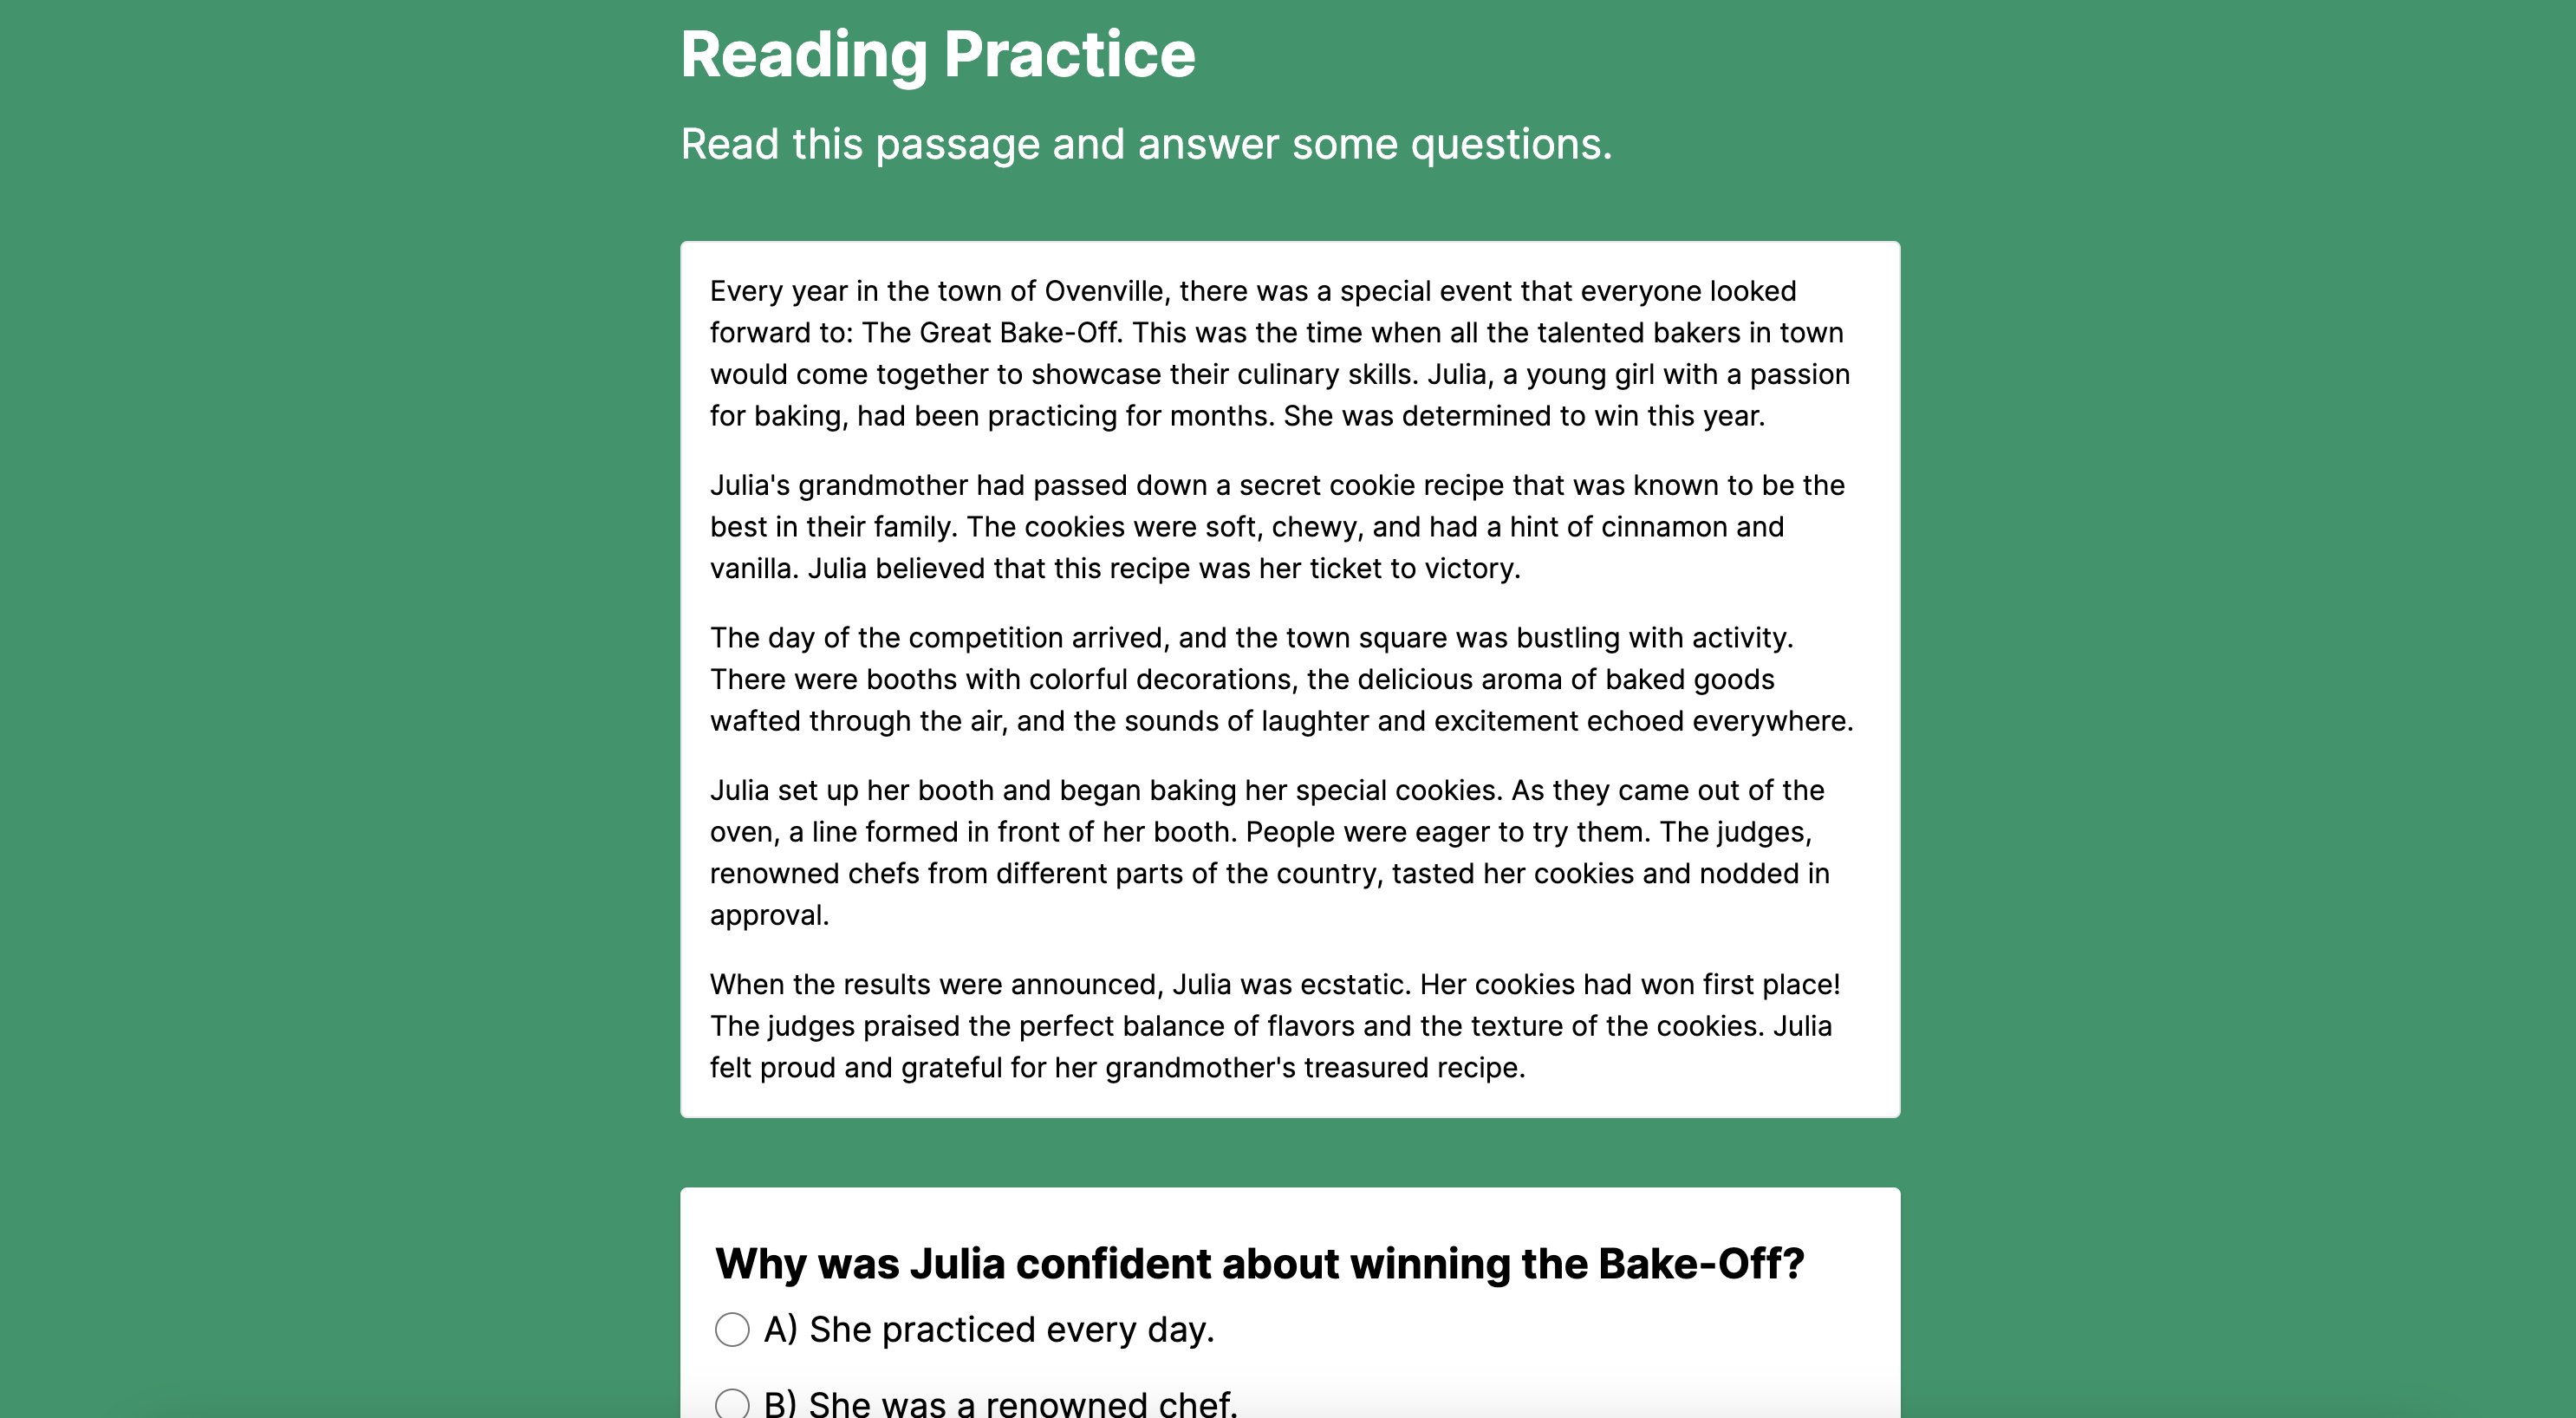 Reading Practice
Read this passage and answer some questions.
Every year in the town of Ovenville, there was a special event that everyone looked
forward to: The Great Bake-Off. This was the time when all the talented bakers in town
would come together to showcase their culinary skills. Julia, a young girl with a passion
for baking, had been practicing for months. She was determined to win this year.
Julia's grandmother had passed down a secret cookie recipe that was known to be the
best in their family. The cookies were soft, chewy, and had a hint of cinnamon and
vanilla. Julia believed that this recipe was her ticket to victory.
The day of the competition arrived, and the town square was bustling with activity.
There were booths with colorful decorations, the delicious aroma of baked goods
wafted through the air, and the sounds of laughter and excitement echoed everywhere.
Julia set up her booth and began baking her special cookies. As they came out of the
oven, a line formed in front of her booth. People were eager to try them. The judges,
renowned chefs from different parts of the country, tasted her cookies and nodded in
approval.
When the results were announced, Julia was ecstatic. Her cookies had won first place!
The judges praised the perfect balance of flavors and the texture of the cookies. Julia
felt proud and grateful for her grandmother's treasured recipe.
Why was Julia confident about winning the Bake-Off?
A) She practiced every day.
B) She was a renowned chef.